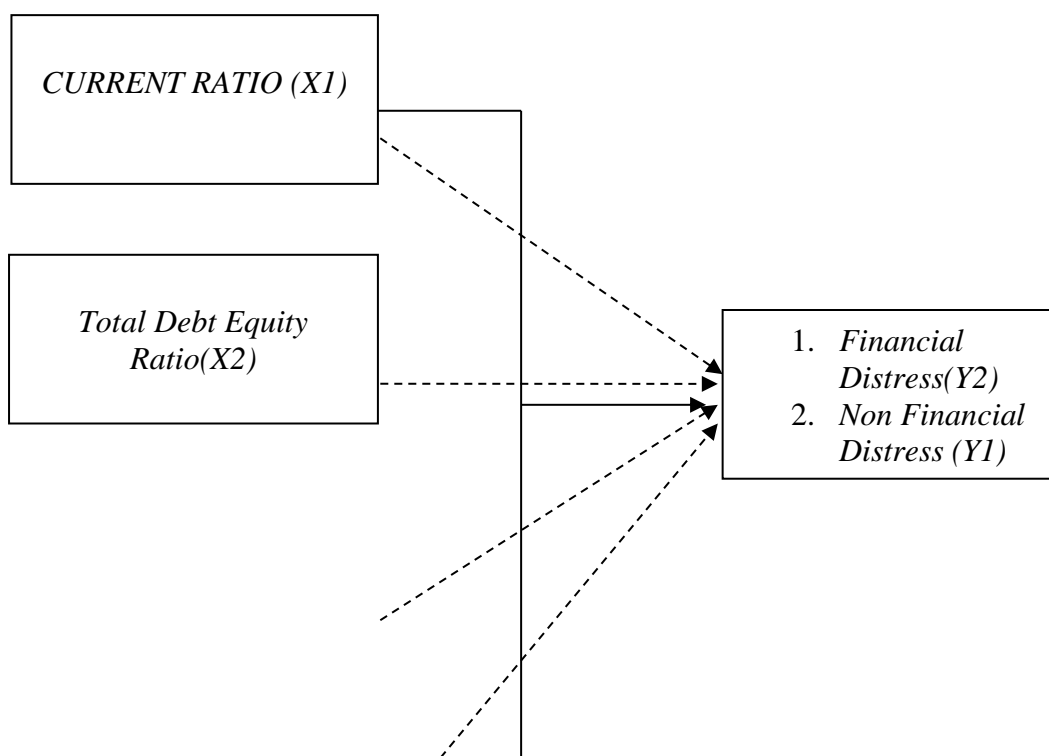 CURRENT RATIO (X1)
Total Debt Equity
Ratio(X2)
1. Financial
Distress(Y2)
2. Non Financial
Distress (Y1)